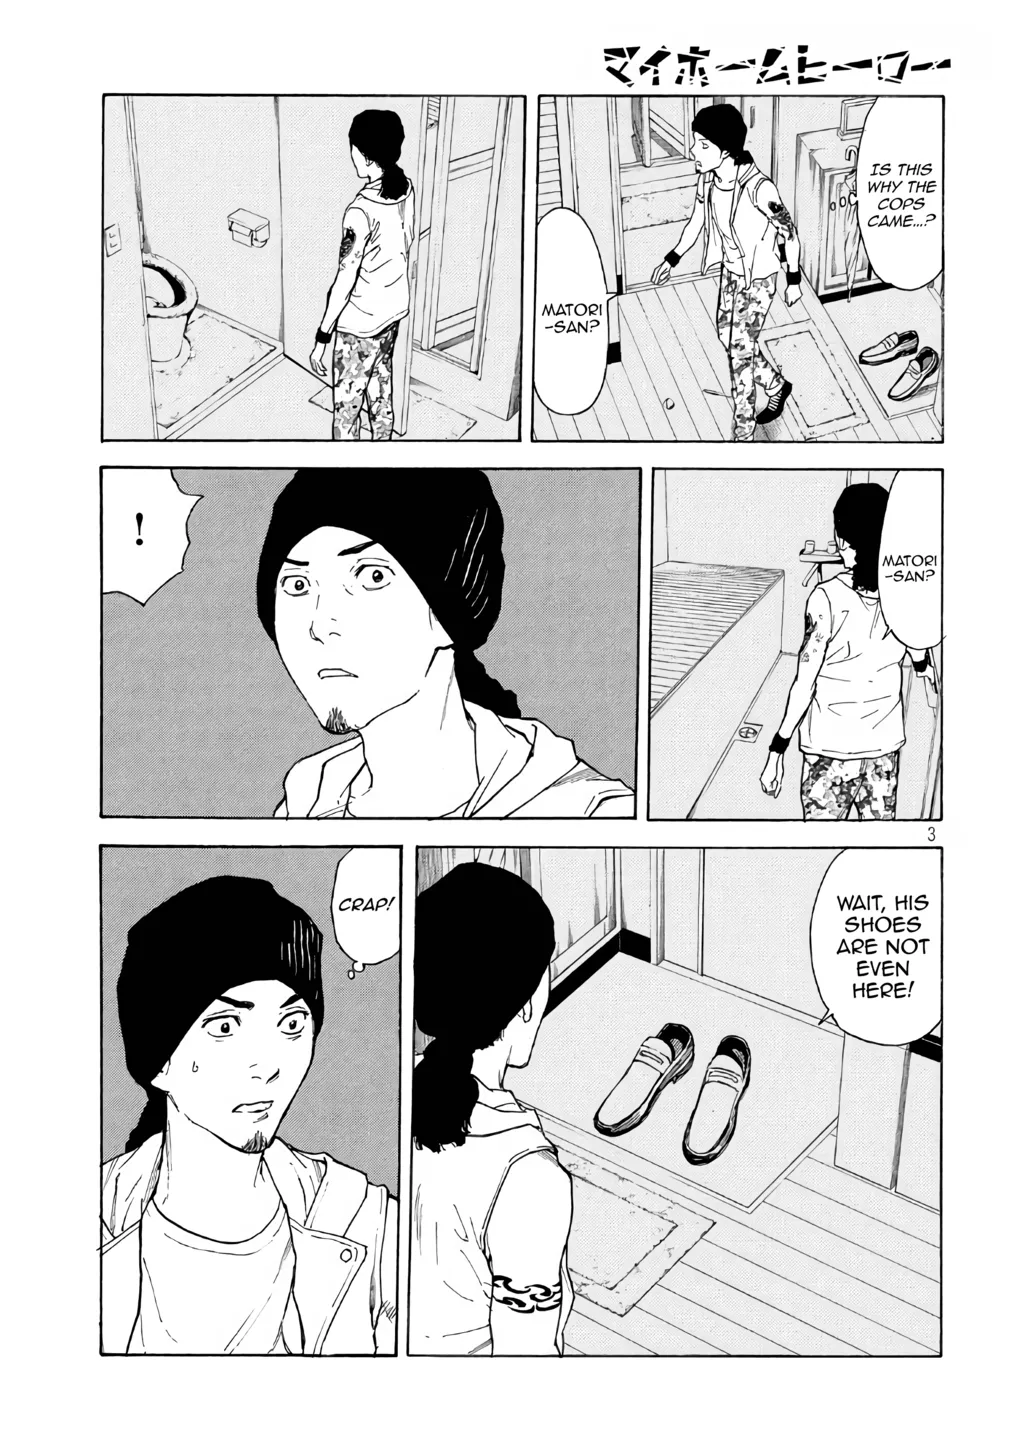 マイホームヒーロー
IS THIS
WHY THE
COPS
CAME...?
MATORI
-SAN?
MATORI
-SAN?
!
3
WAIT, HIS
SHOES
ARE NOT
EVEN
HERE!
CRAP!